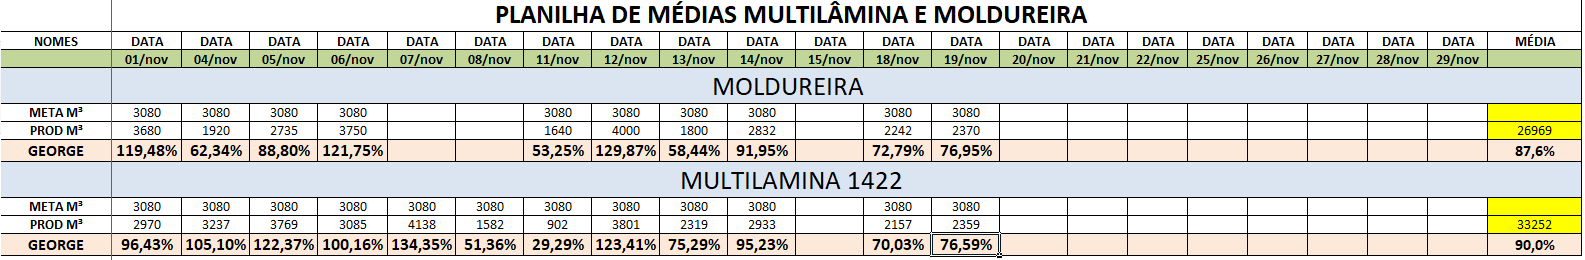 PLANILHA DE MÉDIAS MULTILÂMINA E MOLDUREIRA
NOMES DATA DATA DATA DATA DATA DATA DATA DATA DATA DATA DATA DATA DATA DATA DATA DATA DATA DATA DATA DATA MÉDIA
01/nov 04/nov 05/nov 06/nov 07/nov 08/nov 11/nov 12/nov 13/nov 14/nov 15/nov 18/nov 19/nov 20/nov 21/nov 22/nov 25/nov 26/nov 27/nov 28/nov 29/nov
MOLDUREIRA
META M³ 3080 3080 3080 3080 3080 3080 3080 3080 3080 3080
PROD M³ 3680 1920 2735 3750 1640 4000 1800 2832 2242 2370 26969
GEORGE 119,48% 62,34% 88,80% 121,75% 53,25% 129,87% 58,44% 91,95% 72,79% 76,95% 87,6%
MULTILAMINA 1422
META M³ 3080 3080 3080 3080 3080 3080 3080 3080 3080 3080 3080 3080
PROD M³ 2970 3237 3769 3085 4138 1582 902 3801 2319 2933 2157 2359 33252
GEORGE 96,43% 105,10% 122,37% 100,16% 134,35% 51,36% 29,29% 123,41% 75,29% 95,23% 70,03% 76,59% 90,0%